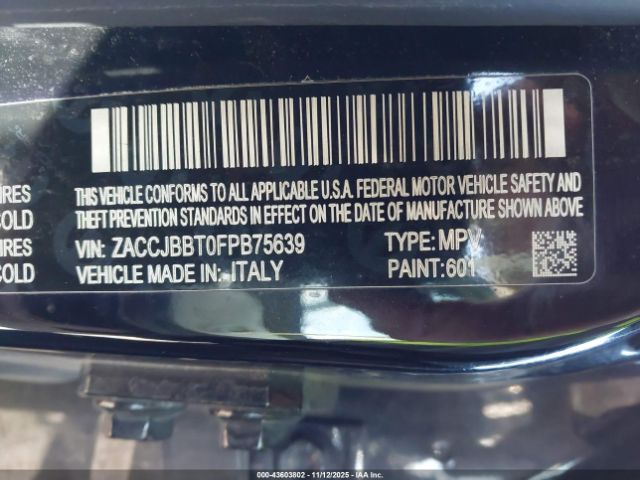 THIS VEHICLE CONFORMS TO ALL APPLICABLE U.S.A. FEDERAL MOTOR VEHICLE SAFETY AND
THEFT PREVENTION STANDARDS IN EFFECT ON THE DATE OF MANUFACTURE SHOWN ABOVE
VIN: ZACCJBBT0FPB75639 TYPE: MPV
VEHICLE MADE IN: ITALY PAINT: 601
IRES
COLD
IRES
COLD
000-43603802 - 11/12/2025 - © IAA Inc.